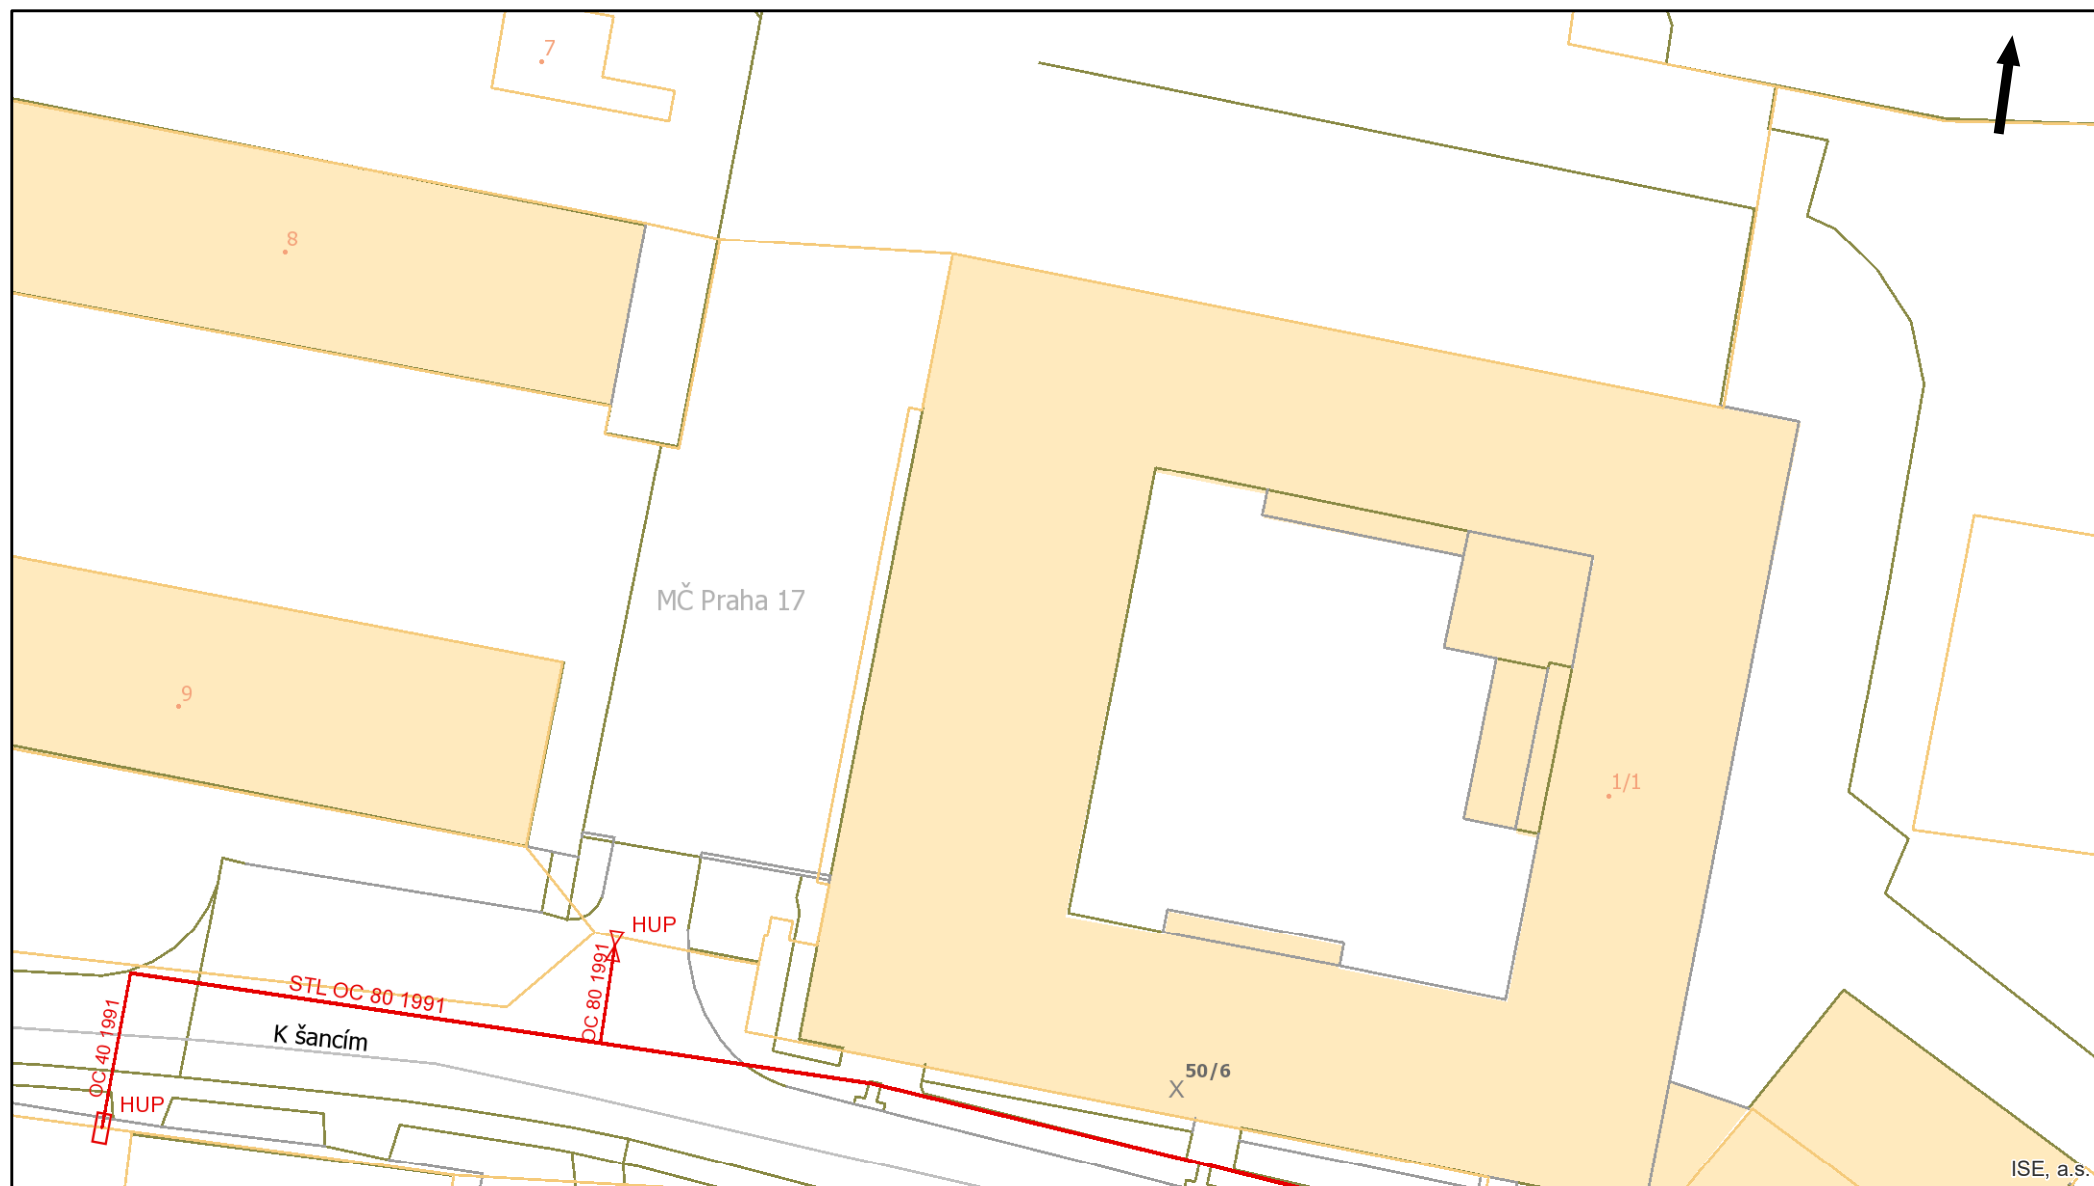 7
8
MČ Praha 17
9
1/1
HUP
OC 80 1991
STL OC 80 1991
OC 40 1991
K šancím
50/6
X
HUP
ISE, a.s.